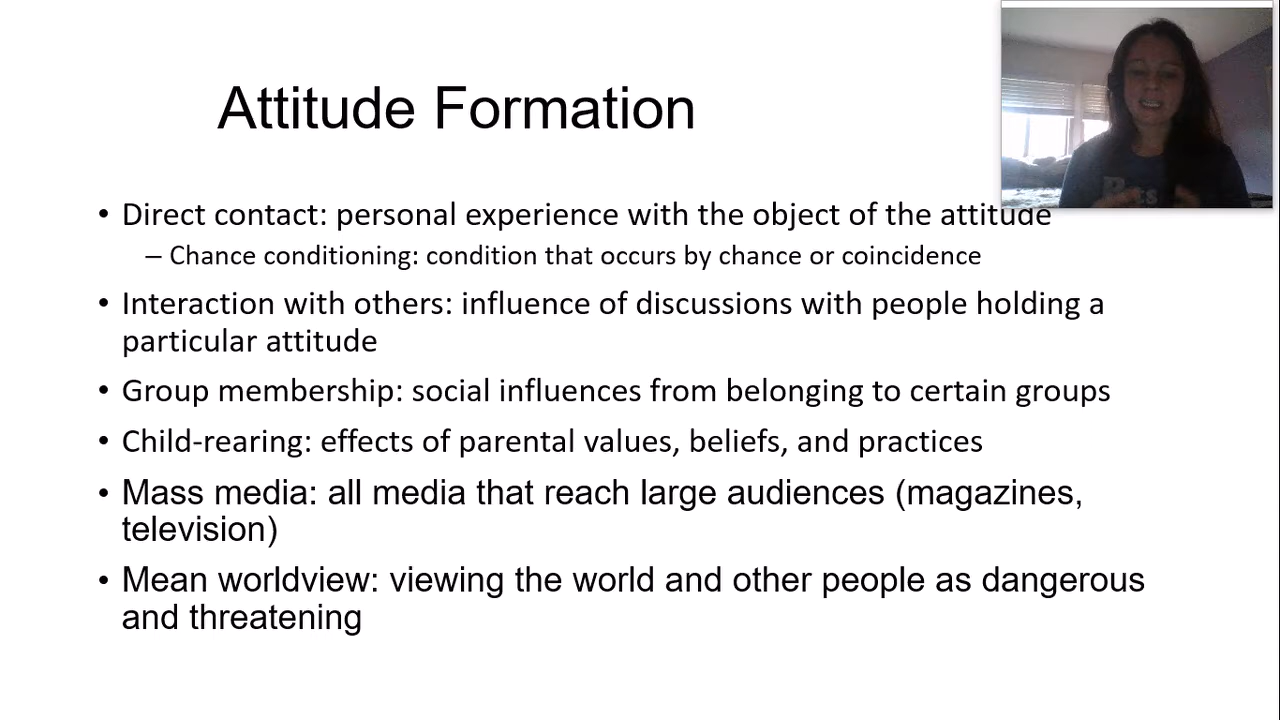 Attitude Formation
• Direct contact: personal experience with the object of the attitude
– Chance conditioning: condition that occurs by chance or coincidence
• Interaction with others: influence of discussions with people holding a
particular attitude
• Group membership: social influences from belonging to certain groups
• Child-rearing: effects of parental values, beliefs, and practices
• Mass media: all media that reach large audiences (magazines,
television)
• Mean worldview: viewing the world and other people as dangerous
and threatening